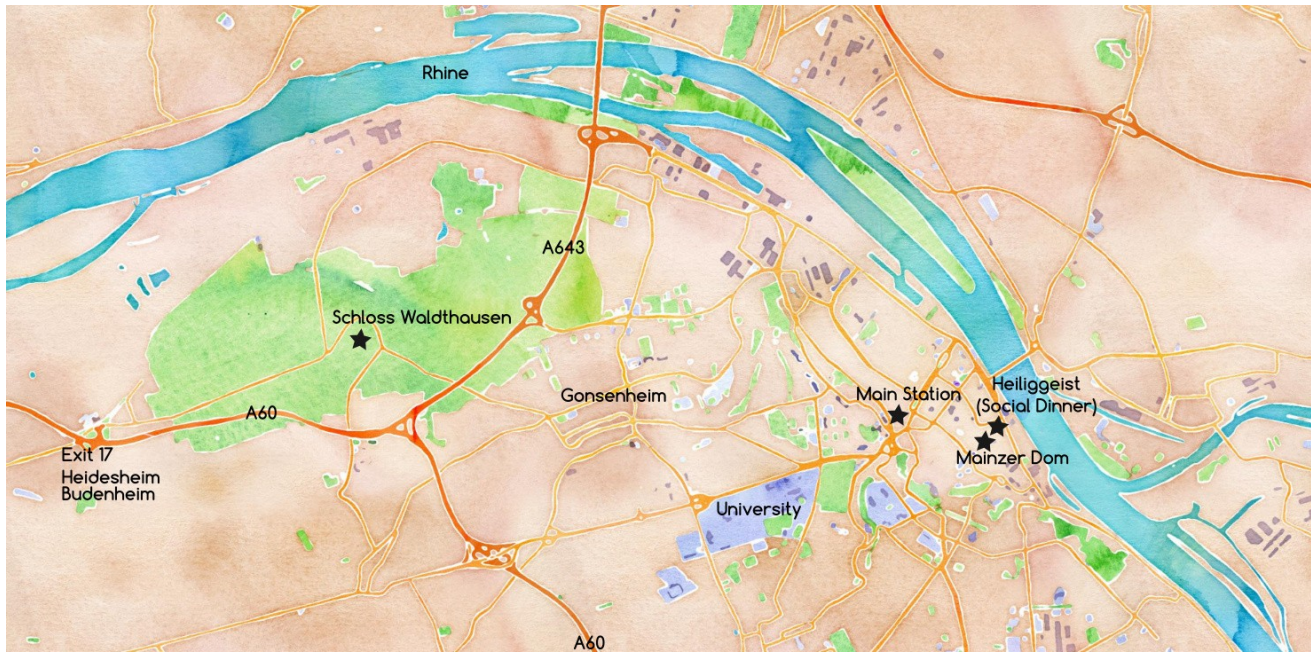 Rhine
A643
Schloss Waldthausen
Heiliggeist
(Social Dinner)
Main Station
Gonsenheim
A60
Exit 17
Heidesheim
Budenheim
Mainzer Dom
University
A60